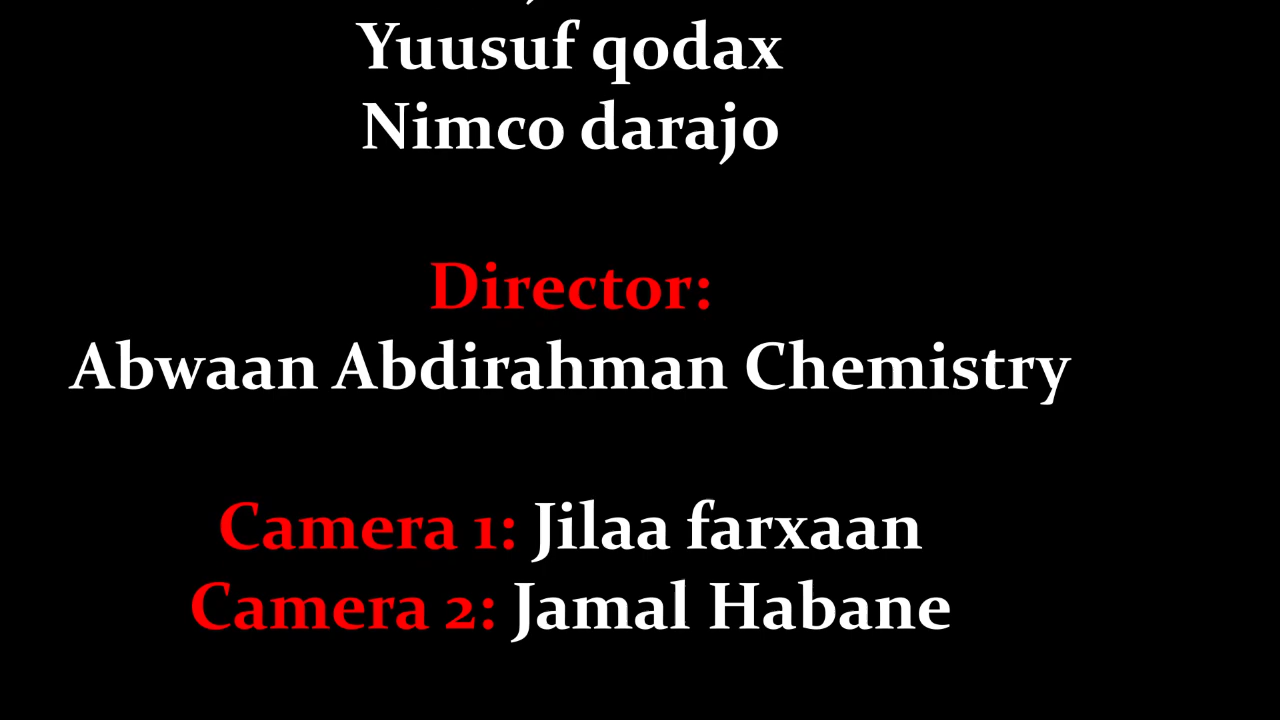 Yuusuf qodax
Nimco darajo
Director:
Abwaan Abdirahman Chemistry
Camera 1: Jilaa farxaan
Camera 2: Jamal Habane